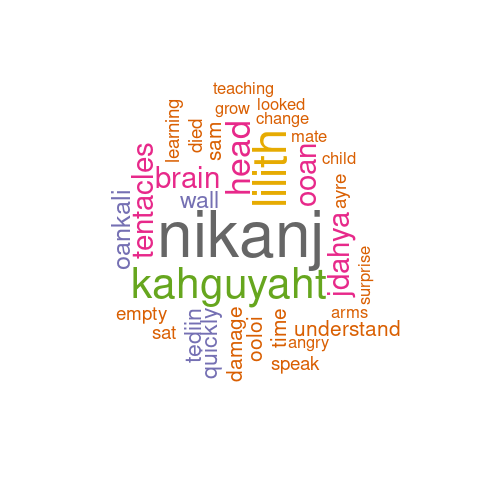 teaching
grow
looked
change
learning
died
sam
head
lilith
mate
ooan
child
tentacles
brain
wall
ayre
oankali
nikanj
jdahya
kahguyaht
surprise
empty
sat
tediin
quickly
damage
ooloi
time
arms
understand
angry
speak